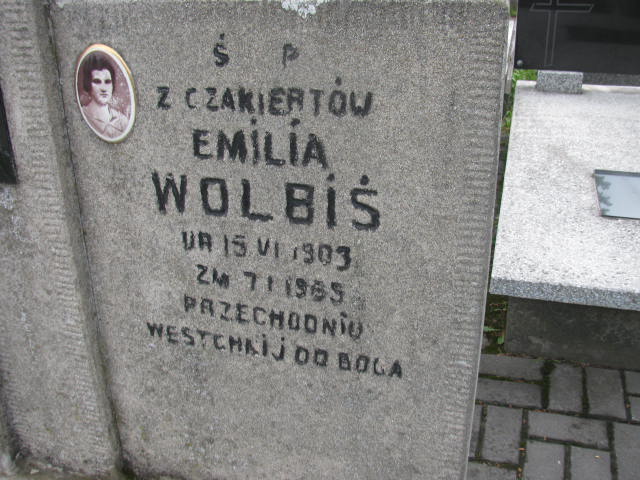 Ś P
Z CZAKIERTÓW
EMILIA
WOLBIŚ
UR 15 VI 1903
ZM 7 I 1965
PRZECHODNIU
WESTCHNIJ DO BOGA